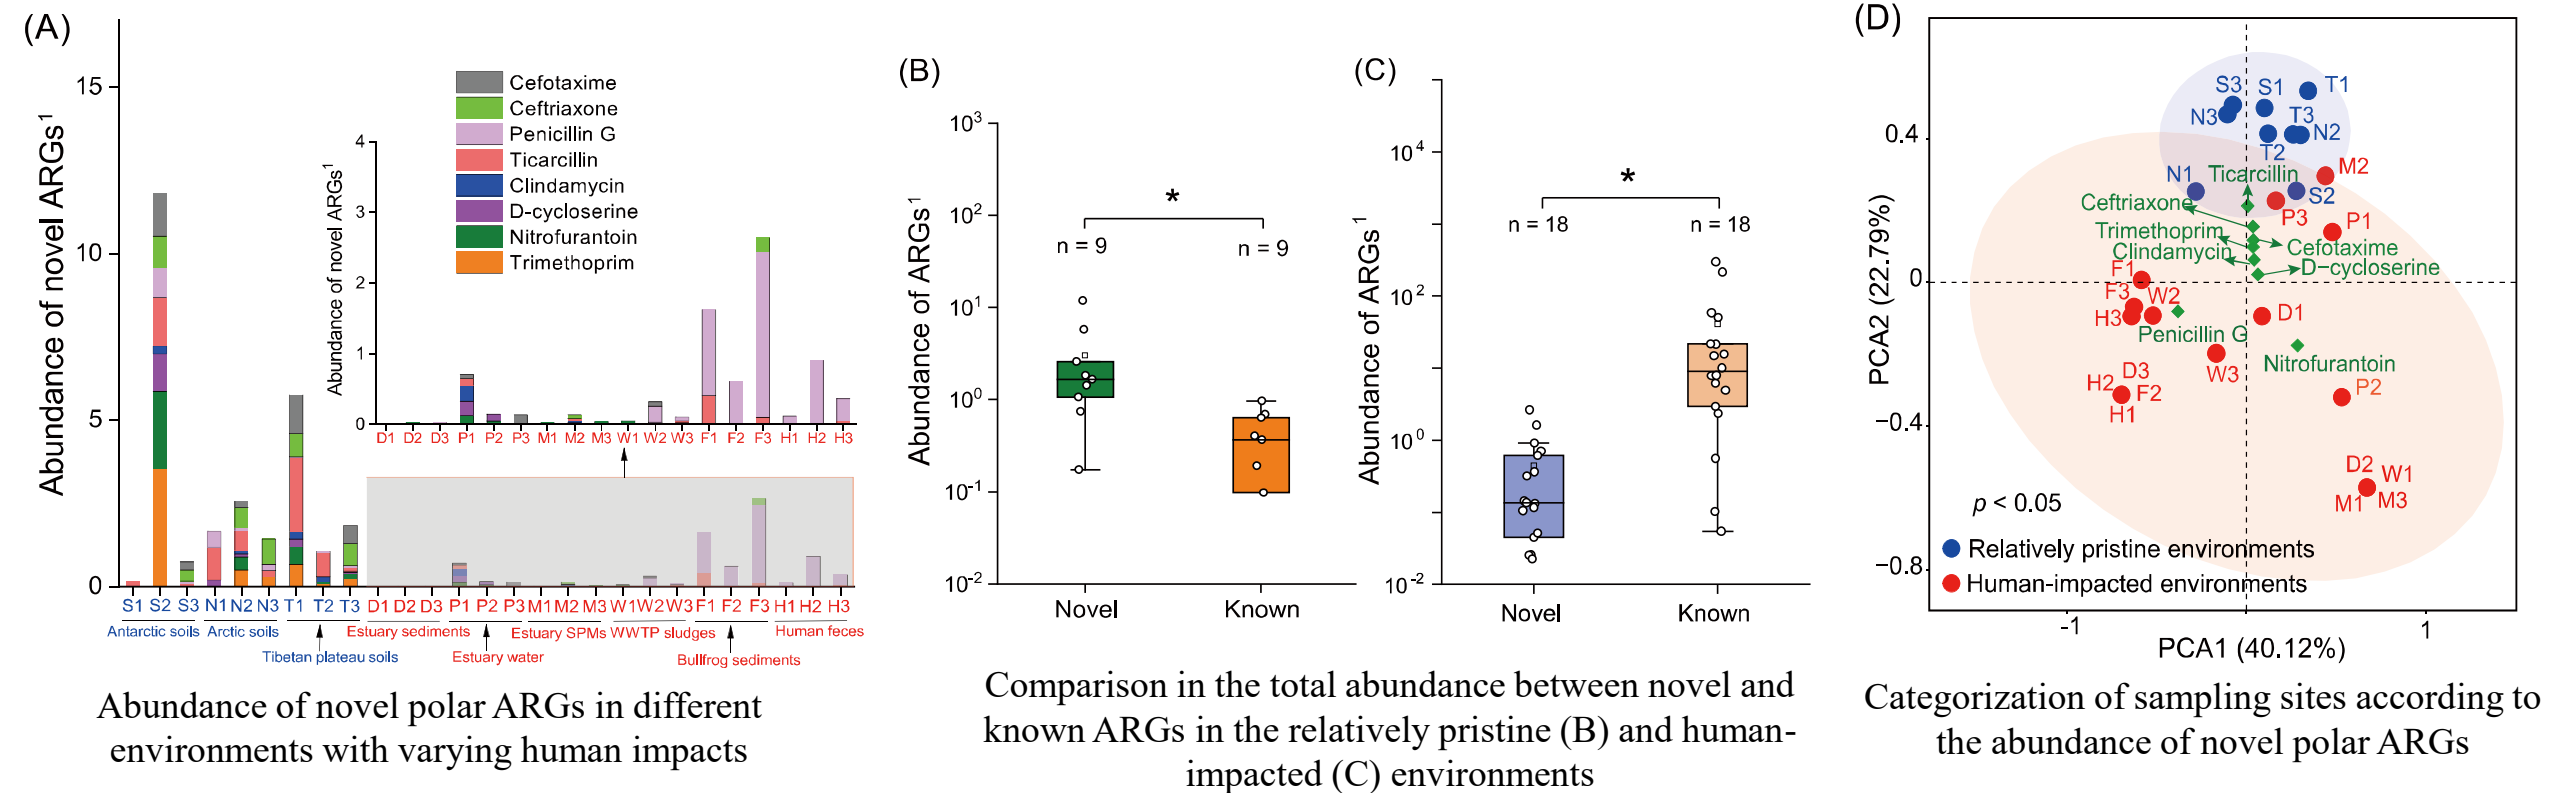 (A)
Abundance of novel ARGs¹
15
10
5
0
Cefotaxime
Ceftriaxone
Penicillin G
Ticarcillin
Clindamycin
D-cycloserine
Nitrofurantoin
Trimethoprim
Abundance of novel ARGs¹
4
3
2
1
0
D1 D2 D3 P1 P2 P3 M1 M2 M3 W1 W2 W3 F1 F2 F3 H1 H2 H3
S1 S2 S3 N1 N2 N3 T1 T2 T3 D1 D2 D3 P1 P2 P3 M1 M2 M3 W1 W2 W3 F1 F2 F3 H1 H2 H3
Antarctic soils Arctic soils Estuary sediments Estuary SPMs WWTP sludges Human feces
Tibetan plateau soils Estuary water Bullfrog sediments
Abundance of novel polar ARGs in different
environments with varying human impacts
(B)
Abundance of ARGs¹
10³
10²
10¹
10⁰
10⁻¹
10⁻²
*
n = 9
n = 9
Novel Known
(C)
Abundance of ARGs¹
10⁴
10²
10⁰
10⁻²
*
n = 18
n = 18
Novel Known
Comparison in the total abundance between novel and
known ARGs in the relatively pristine (B) and human-
impacted (C) environments
(D)
PCA2 (22.79%)
0.4
0
−0.4
−0.8
S3 S1 T1
N3 T3 N2
T2
N1 Ticarcillin M2
S2
Ceftriaxone P3 P1
Trimethoprim Cefotaxime
Clindamycin D−cycloserine
F1
F3 W2
H3 D1
Penicillin G
Nitrofurantoin
W3
D3 P2
H2 F2
H1
D2 W1
M1 M3
p < 0.05
Relatively pristine environments
Human-impacted environments
-1 1
PCA1 (40.12%)
Categorization of sampling sites according to
the abundance of novel polar ARGs